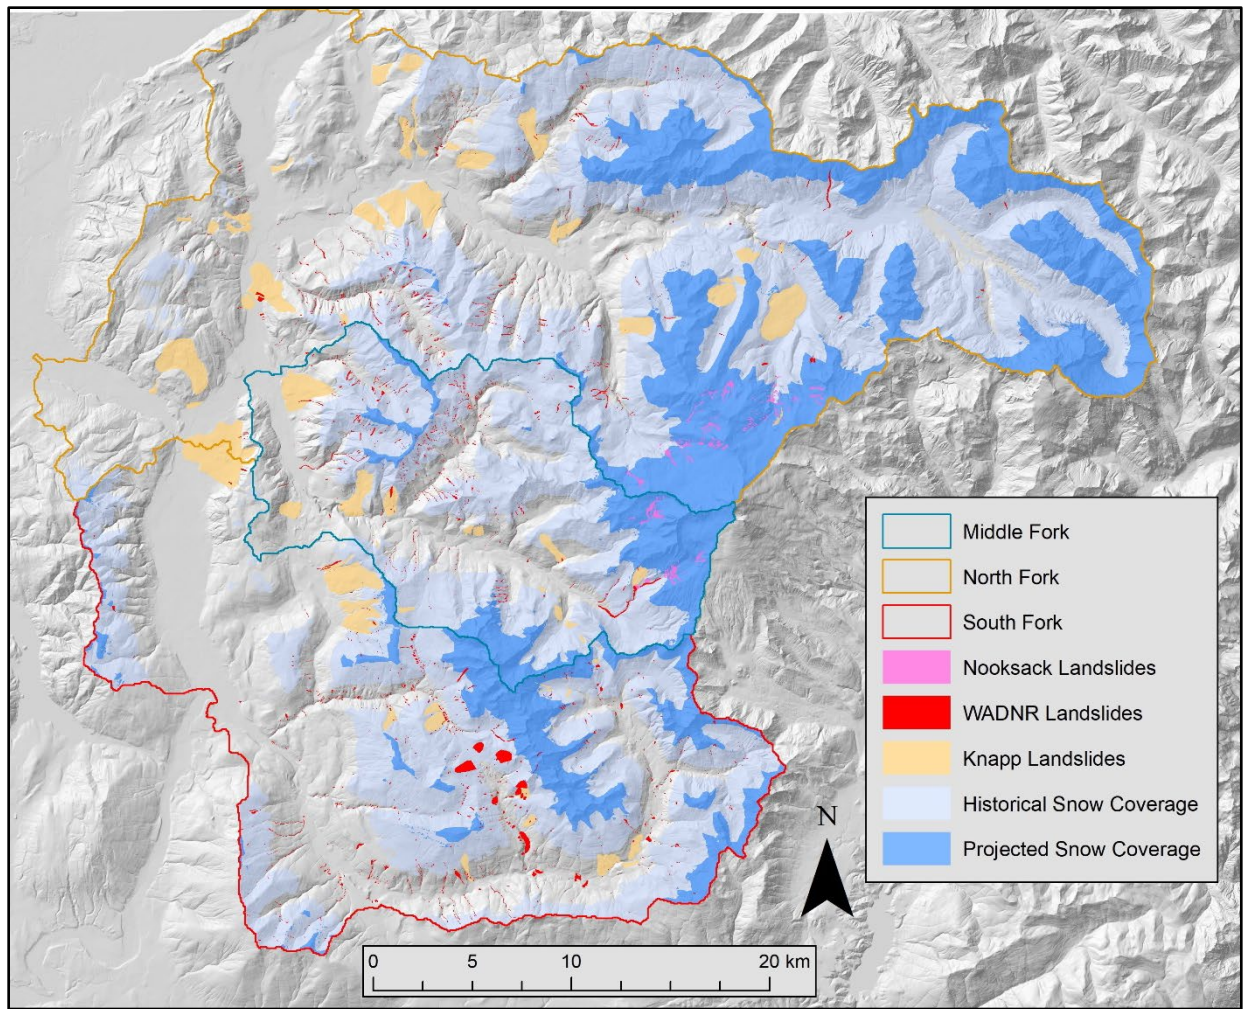 Middle Fork
North Fork
South Fork
Nooksack Landslides
WADNR Landslides
Knapp Landslides
Historical Snow Coverage
Projected Snow Coverage
N
0 5 10 20 km